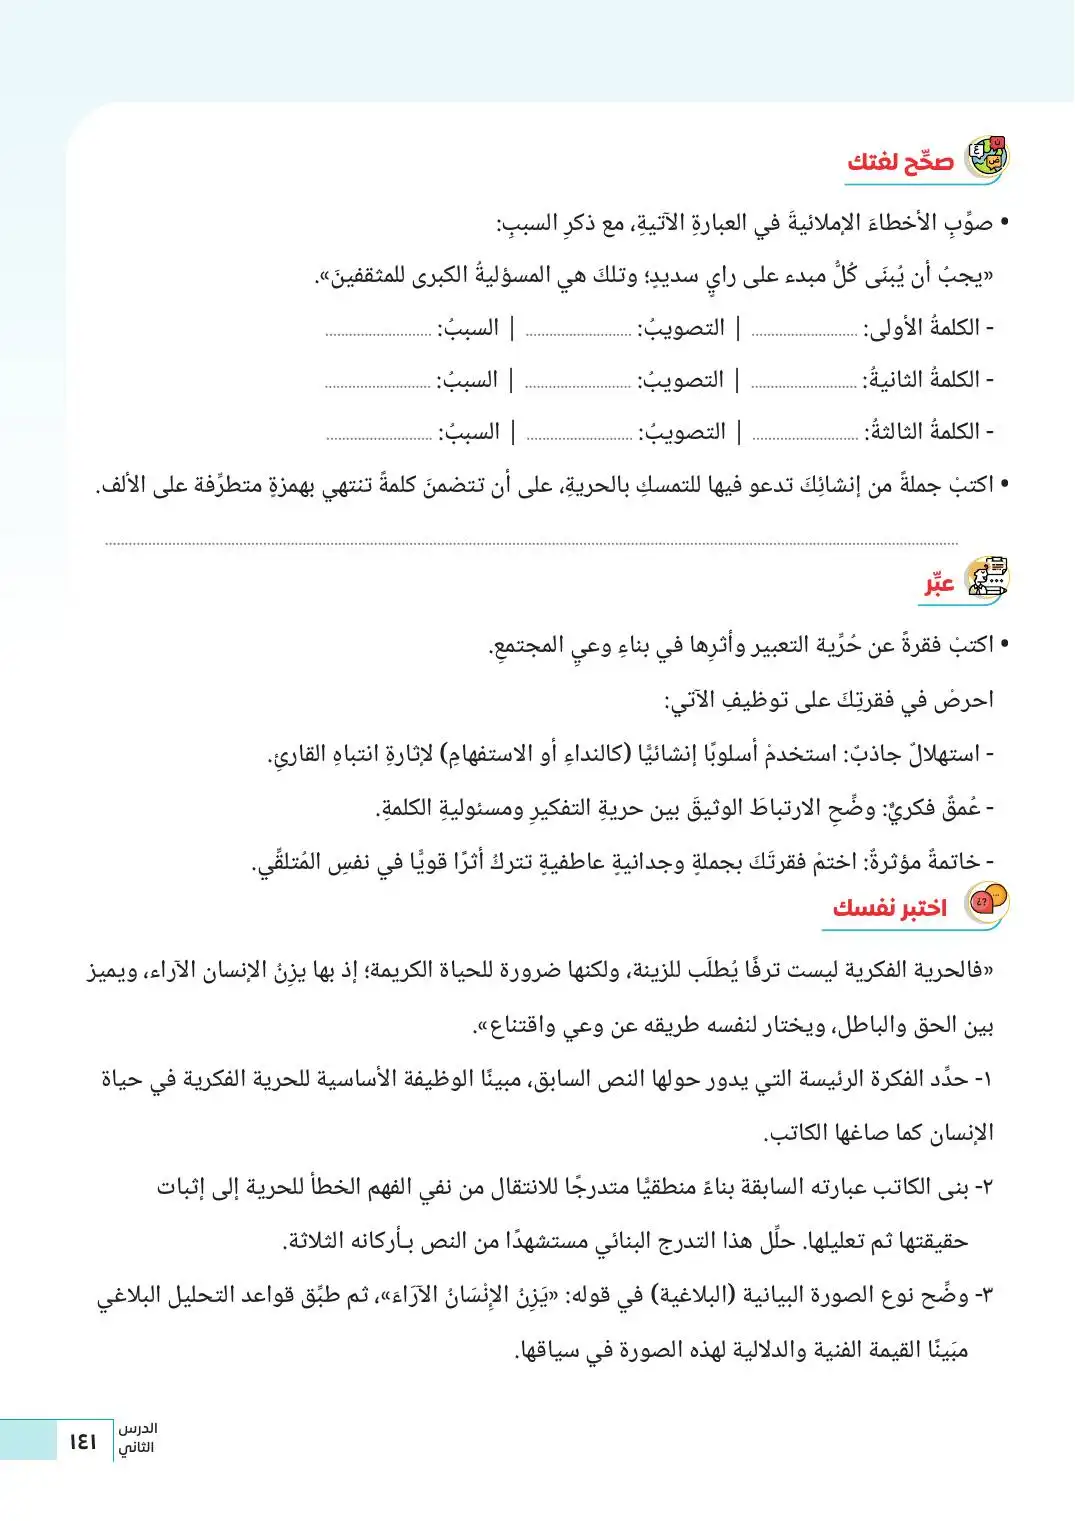 صحِّح لغتك
• صوِّبِ الأخطاءَ الإملائيةَ في العبارةِ الآتيةِ، مع ذكرِ السببِ:
«يجبُ أن يُبنَى كُلُّ مبدء على رايٍ سديدٍ؛ وتلكَ هي المسؤليةُ الكبرى للمثقفينَ».
- الكلمةُ الأولى: .......................... | التصويبُ: .......................... | السببُ: ..........................
- الكلمةُ الثانيةُ: .......................... | التصويبُ: .......................... | السببُ: ..........................
- الكلمةُ الثالثةُ: .......................... | التصويبُ: .......................... | السببُ: ..........................
• اكتبْ جملةً من إنشائِكَ تدعو فيها للتمسكِ بالحريةِ، على أن تتضمنَ كلمةً تنتهي بهمزةٍ متطرِّفة على الألف.
عبِّر
• اكتبْ فقرةً عن حُرِّية التعبير وأثرِها في بناءِ وعيِ المجتمعِ.
احرصْ في فقرتِكَ على توظيفِ الآتي:
- استهلالٌ جاذبٌ: استخدمْ أسلوبًا إنشائيًّا (كالنداءِ أو الاستفهامِ) لإثارةِ انتباهِ القارئِ.
- عُمقٌ فكريٌّ: وضِّحِ الارتباطَ الوثيقَ بين حريةِ التفكيرِ ومسئوليةِ الكلمةِ.
- خاتمةٌ مؤثرةٌ: اختمْ فقرتَكَ بجملةٍ وجدانيةٍ عاطفيةٍ تتركُ أثرًا قويًّا في نفسِ المُتلقِّي.
اختبر نفسك
«فالحرية الفكرية ليست ترفًا يُطلَب للزينة، ولكنها ضرورة للحياة الكريمة؛ إذ بها يزِنُ الإنسان الآراء، ويميز
بين الحق والباطل، ويختار لنفسه طريقه عن وعي واقتناع».
١- حدِّد الفكرة الرئيسة التي يدور حولها النص السابق، مبينًا الوظيفة الأساسية للحرية الفكرية في حياة
الإنسان كما صاغها الكاتب.
٢- بنى الكاتب عبارته السابقة بناءً منطقيًّا متدرجًا للانتقال من نفي الفهم الخطأ للحرية إلى إثبات
حقيقتها ثم تعليلها. حلِّل هذا التدرج البنائي مستشهدًا من النص بـأركانه الثلاثة.
٣- وضِّح نوع الصورة البيانية (البلاغية) في قوله: «يَزِنُ الإِنْسَانُ الآرَاءَ»، ثم طبِّق قواعد التحليل البلاغي
مبَينًا القيمة الفنية والدلالية لهذه الصورة في سياقها.
الدرس
الثاني
١٤١